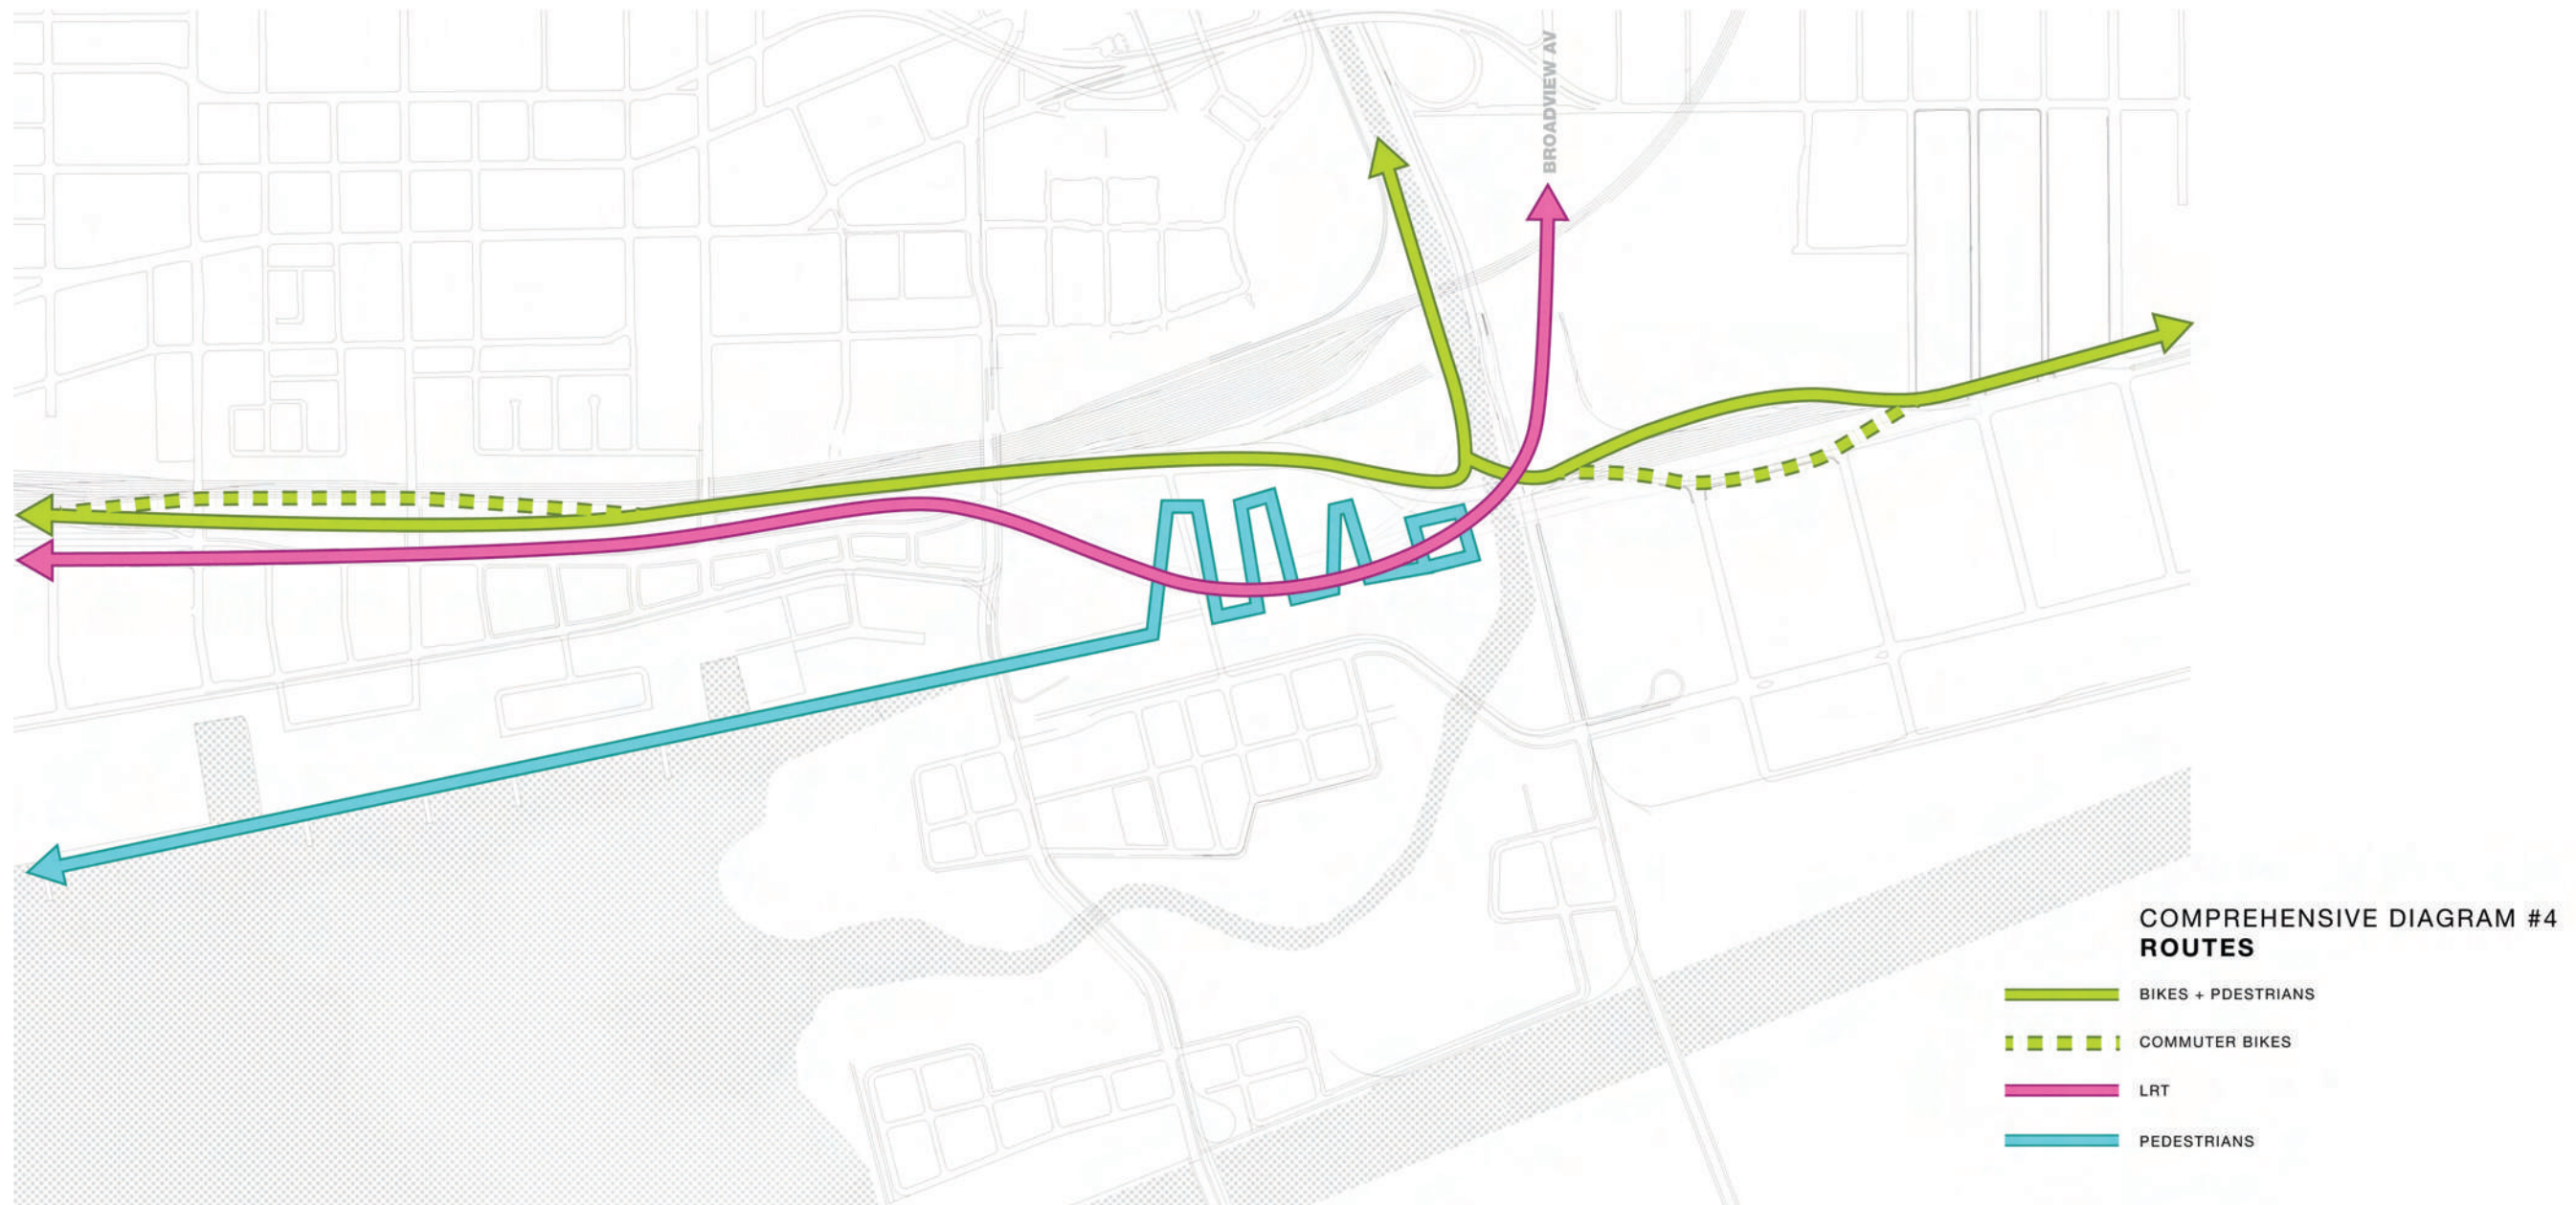 BROADVIEW AV
COMPREHENSIVE DIAGRAM #4
ROUTES
BIKES + PDESTRIANS
COMMUTER BIKES
LRT
PEDESTRIANS